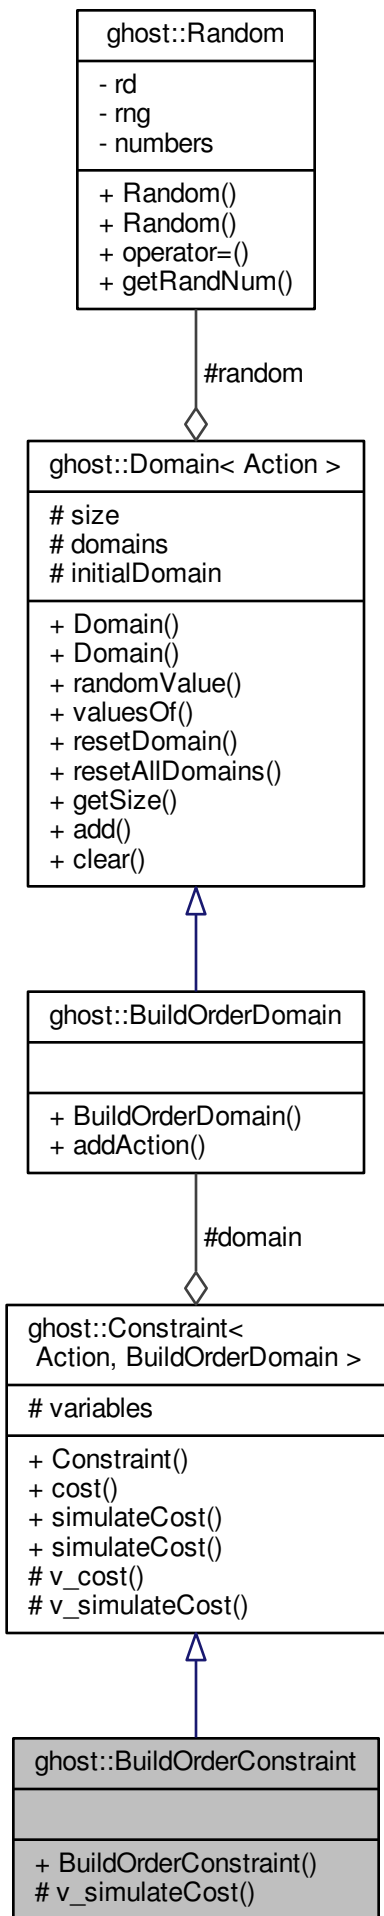 ghost::Random
- rd
- rng
- numbers
+ Random()
+ Random()
+ operator=()
+ getRandNum()
#random
ghost::Domain< Action >
# size
# domains
# initialDomain
+ Domain()
+ Domain()
+ randomValue()
+ valuesOf()
+ resetDomain()
+ resetAllDomains()
+ getSize()
+ add()
+ clear()
ghost::BuildOrderDomain
+ BuildOrderDomain()
+ addAction()
#domain
ghost::Constraint<
Action, BuildOrderDomain >
# variables
+ Constraint()
+ cost()
+ simulateCost()
+ simulateCost()
# v_cost()
# v_simulateCost()
ghost::BuildOrderConstraint
+ BuildOrderConstraint()
# v_simulateCost()